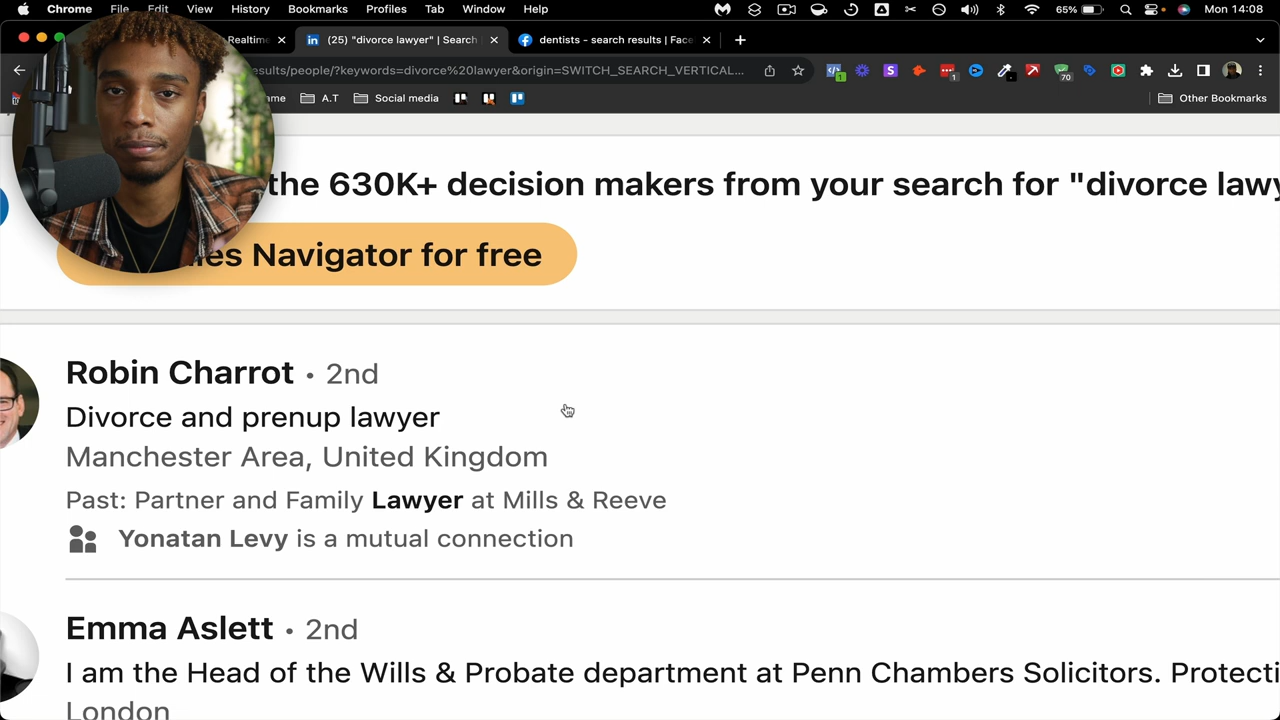 Chrome File Edit View History Bookmarks Profiles Tab Window Help 65% Mon 14:08
Realtime (25) "divorce lawyer" | Search dentists - search results | Face
esults/people/?keywords=divorce%20lawyer&origin=SWITCH_SEARCH_VERTICAL... 1 1 70
me A.T Social media Other Bookmarks
the 630K+ decision makers from your search for "divorce lawy
es Navigator for free
Robin Charrot • 2nd
Divorce and prenup lawyer
Manchester Area, United Kingdom
Past: Partner and Family Lawyer at Mills & Reeve
Yonatan Levy is a mutual connection
Emma Aslett • 2nd
I am the Head of the Wills & Probate department at Penn Chambers Solicitors. Protecti
London